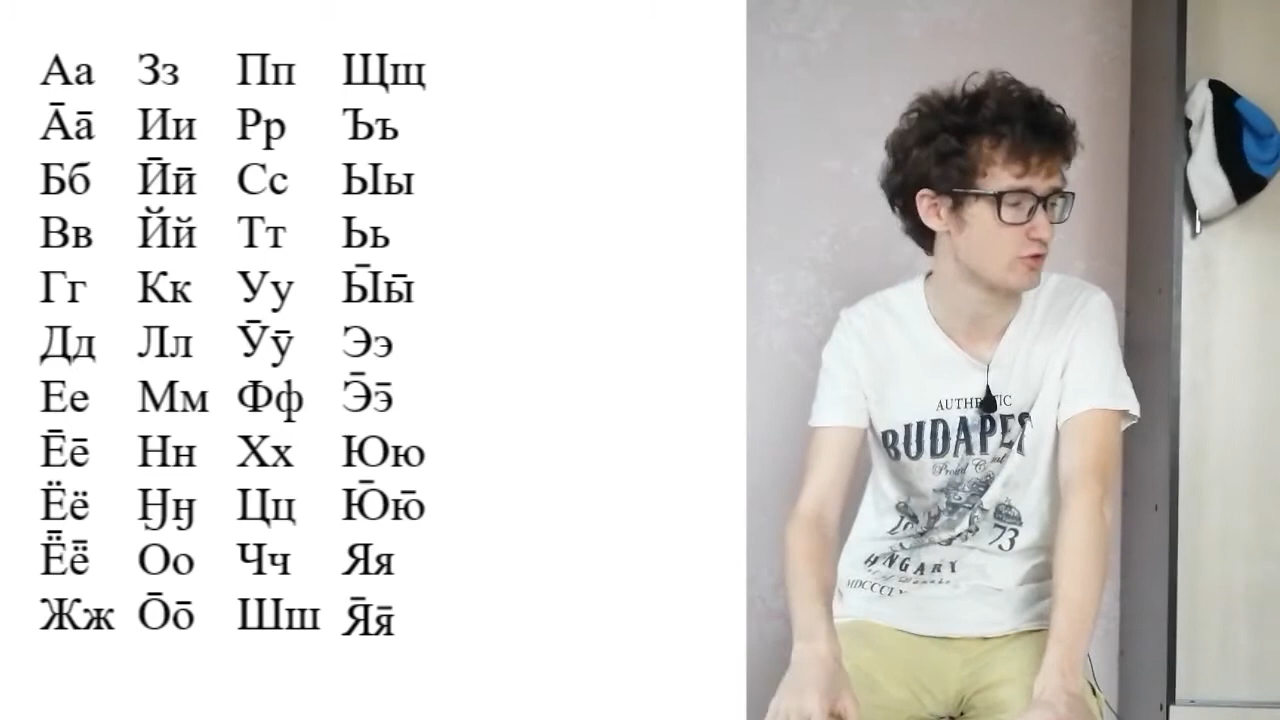 Аа Зз Пп Щщ
А̄а̄ Ии Рр Ъъ
Бб Ӣӣ Сс Ыы
Вв Йй Тт Ьь
Гг Кк Уу Ы̄ы̄
Дд Лл Ӯӯ Ээ
Ее Мм Фф Э̄э̄
Е̄е̄ Нн Хх Юю
Ёё Ӈӈ Цц Ю̄ю̄
Ё̄ё̄ Оо Чч Яя
Жж О̄о̄ Шш Я̄я̄
BUDAPES
73